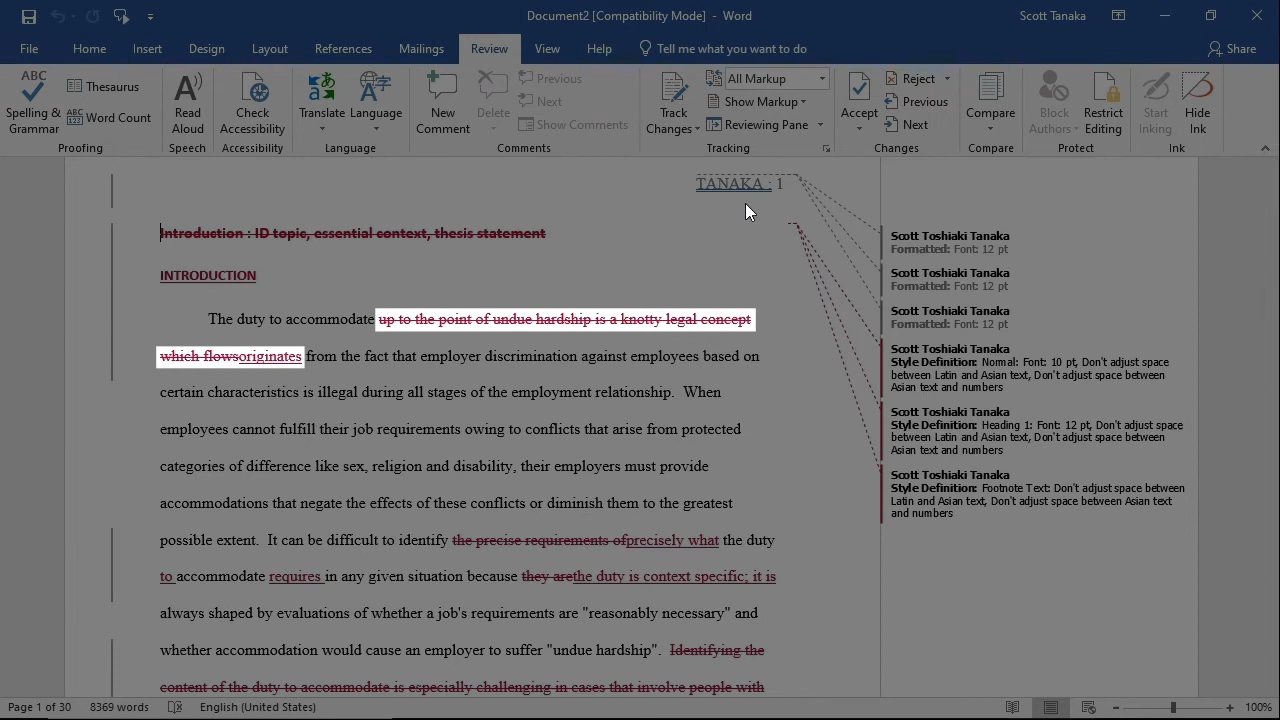 Document2 [Compatibility Mode] - Word
Scott Tanaka
File Home Insert Design Layout References Mailings Review View Help Tell me what you want to do Share
ABC Spelling & Grammar
Thesaurus
ABC Word Count
Proofing
Read Aloud
Speech
Check Accessibility
Accessibility
Translate
Language
Language
New Comment
Delete
Previous
Next
Show Comments
Comments
Track Changes
All Markup
Show Markup
Reviewing Pane
Tracking
Accept
Reject
Previous
Next
Changes
Compare
Compare
Block Authors
Restrict Editing
Protect
Start Inking
Hide Ink
Ink
TANAKA : 1
Introduction : ID topic, essential context, thesis statement
INTRODUCTION
The duty to accommodate up to the point of undue hardship is a knotty legal concept
which flowsoriginates from the fact that employer discrimination against employees based on
certain characteristics is illegal during all stages of the employment relationship. When
employees cannot fulfill their job requirements owing to conflicts that arise from protected
categories of difference like sex, religion and disability, their employers must provide
accommodations that negate the effects of these conflicts or diminish them to the greatest
possible extent. It can be difficult to identify the precise requirements ofprecisely what the duty
to accommodate requires in any given situation because they arethe duty is context specific; it is
always shaped by evaluations of whether a job's requirements are "reasonably necessary" and
whether accommodation would cause an employer to suffer "undue hardship". Identifying the
content of the duty to accommodate is especially challenging in cases that involve people with
Scott Toshiaki Tanaka
Formatted: Font: 12 pt
Scott Toshiaki Tanaka
Formatted: Font: 12 pt
Scott Toshiaki Tanaka
Formatted: Font: 12 pt
Scott Toshiaki Tanaka
Style Definition: Normal: Font: 10 pt, Don't adjust space
between Latin and Asian text, Don't adjust space between
Asian text and numbers
Scott Toshiaki Tanaka
Style Definition: Heading 1: Font: 12 pt, Don't adjust space
between Latin and Asian text, Don't adjust space between
Asian text and numbers
Scott Toshiaki Tanaka
Style Definition: Footnote Text: Don't adjust space between
Latin and Asian text, Don't adjust space between Asian text
and numbers
Page 1 of 30 8369 words English (United States) 100%